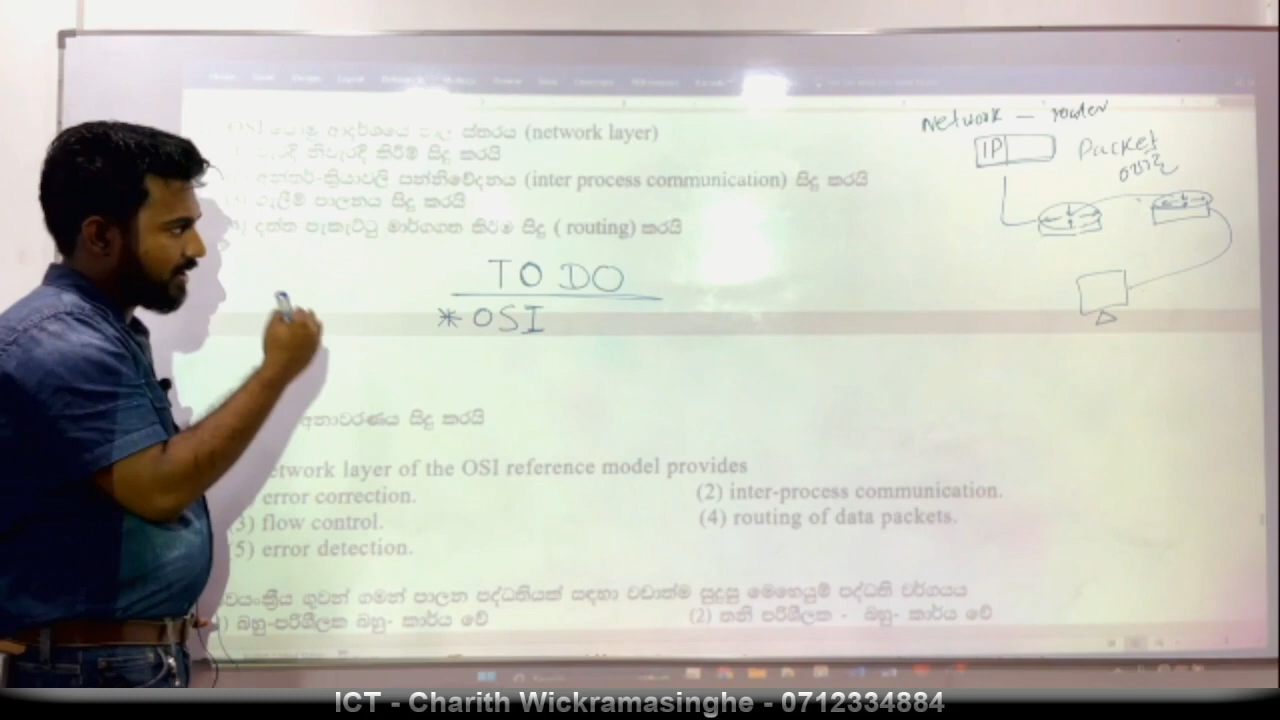 ස්තරය (network layer)
නිවැරදි කිරීම් සිදු කරයි
අන්තර්-ක්‍රියාවලි සන්නිවේදනය (inter process communication) සිදු කරයි
ගැලීම් පාලනය සිදු කරයි
දත්ත පැකැට්ටු මාර්ගගත කිරීම සිදු ( routing) කරයි
Network - router
IP
Packet
TO DO
* OSI
අනාවරණය සිදු කරයි
etwork layer of the OSI reference model provides
error correction.
(2) inter-process communication.
3) flow control.
(4) routing of data packets.
5) error detection.
වයංක්‍රීය ගුවන් ගමන් පාලන පද්ධතියක් සඳහා වඩාත්ම සුදුසු මෙහෙයුම් පද්ධති වර්ගයය
) බහු-පරිශීලක බහු- කාර්ය වේ
(2) තනි පරිශීලක - බහු- කාර්ය වේ
ICT - Charith Wickramasinghe - 0712334884